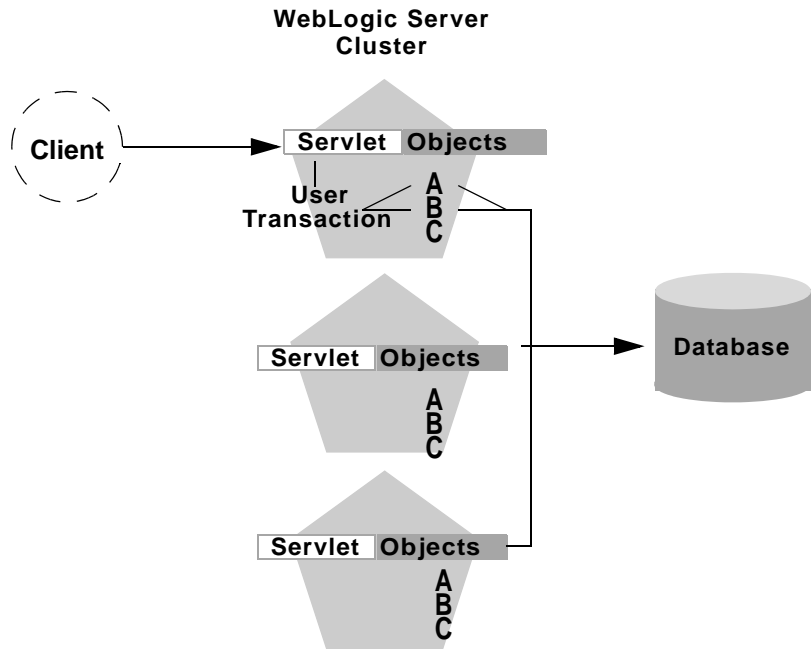 WebLogic Server
Cluster
Client
Servlet Objects
User
Transaction
A
B
C
Servlet Objects
A
B
C
Database
Servlet Objects
A
B
C